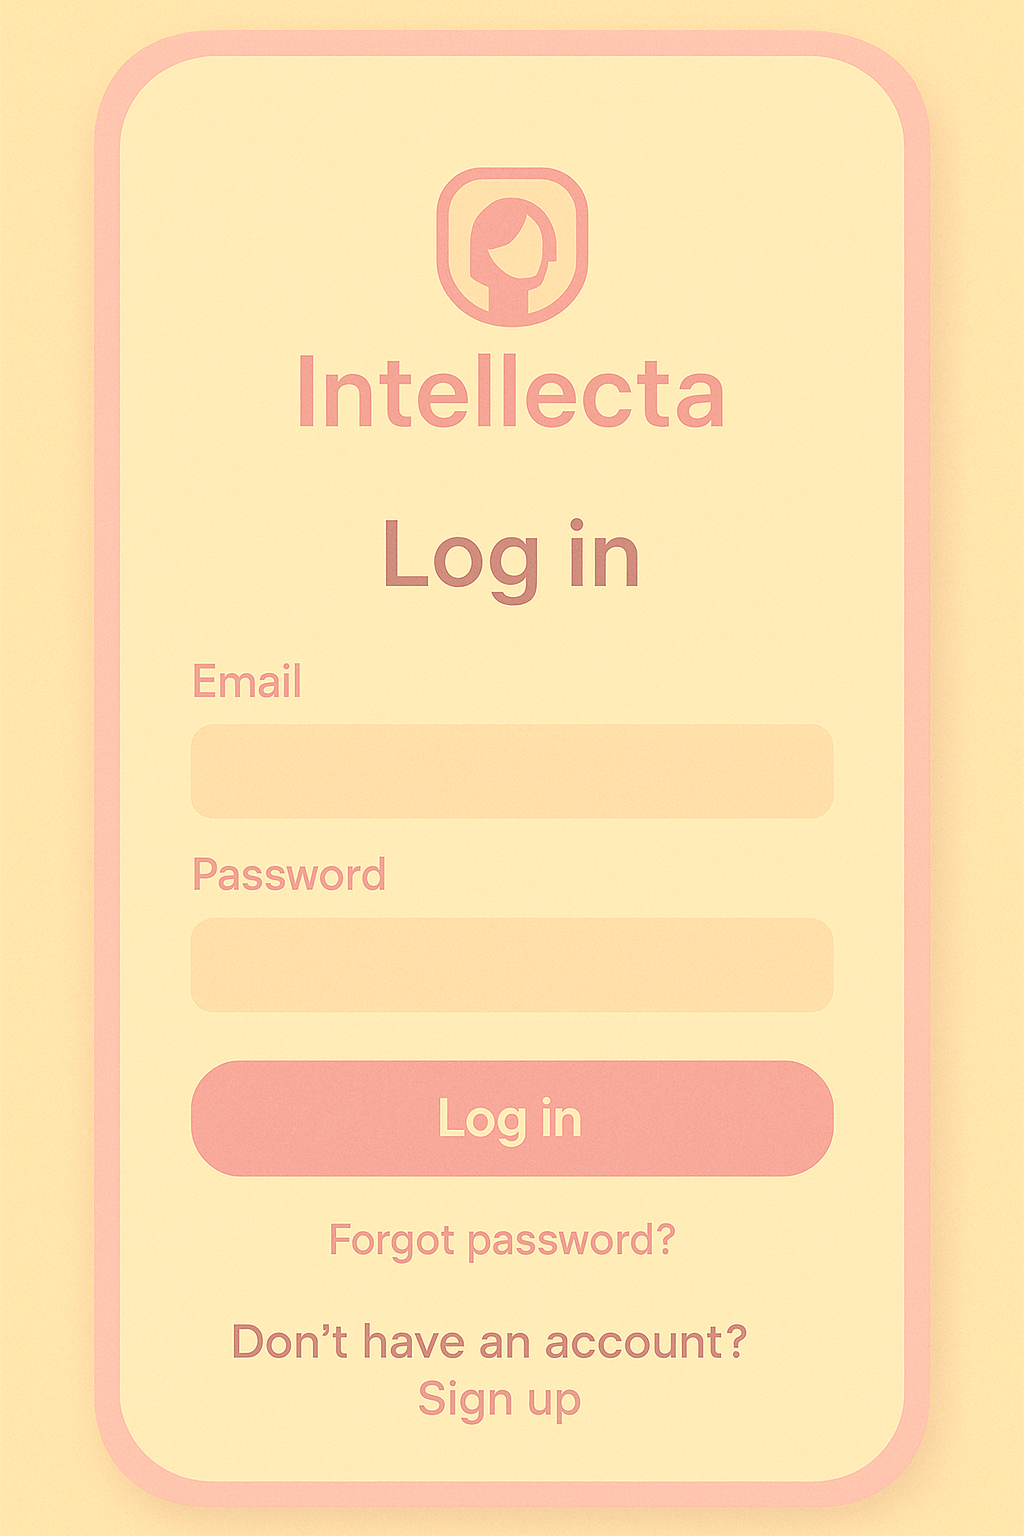 Intellecta
Log in
Email
Password
Log in
Forgot password?
Don’t have an account?
Sign up